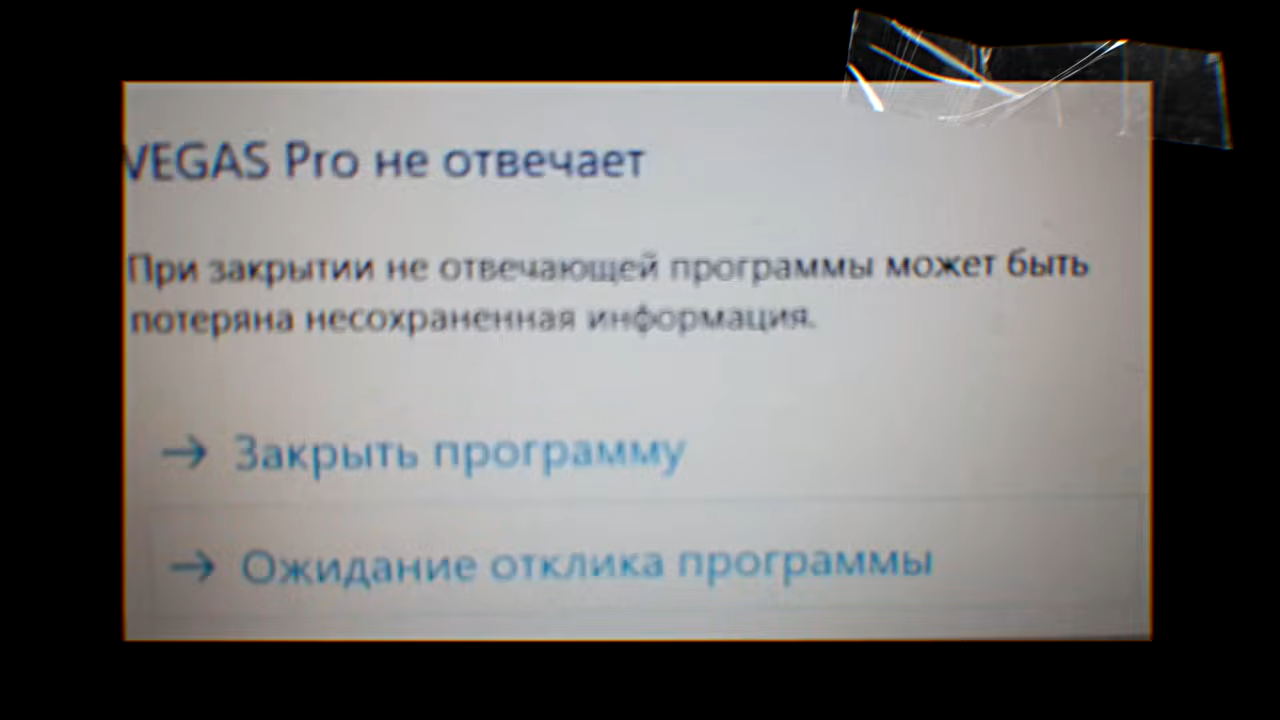 VEGAS Pro не отвечает
При закрытии не отвечающей программы может быть
потеряна несохраненная информация.
→ Закрыть программу
→ Ожидание отклика программы